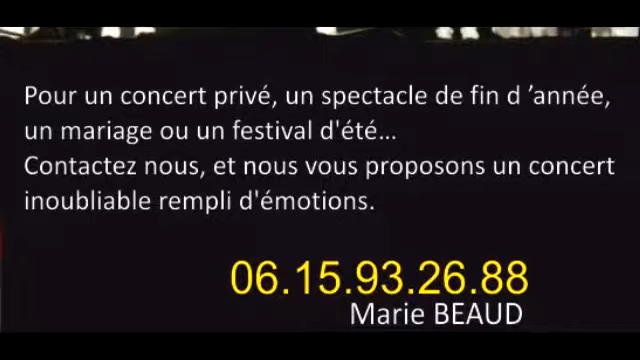 Pour un concert privé, un spectacle de fin d ’année,
un mariage ou un festival d'été...
Contactez nous, et nous vous proposons un concert
inoubliable rempli d'émotions.
06.15.93.26.88
Marie BEAUD